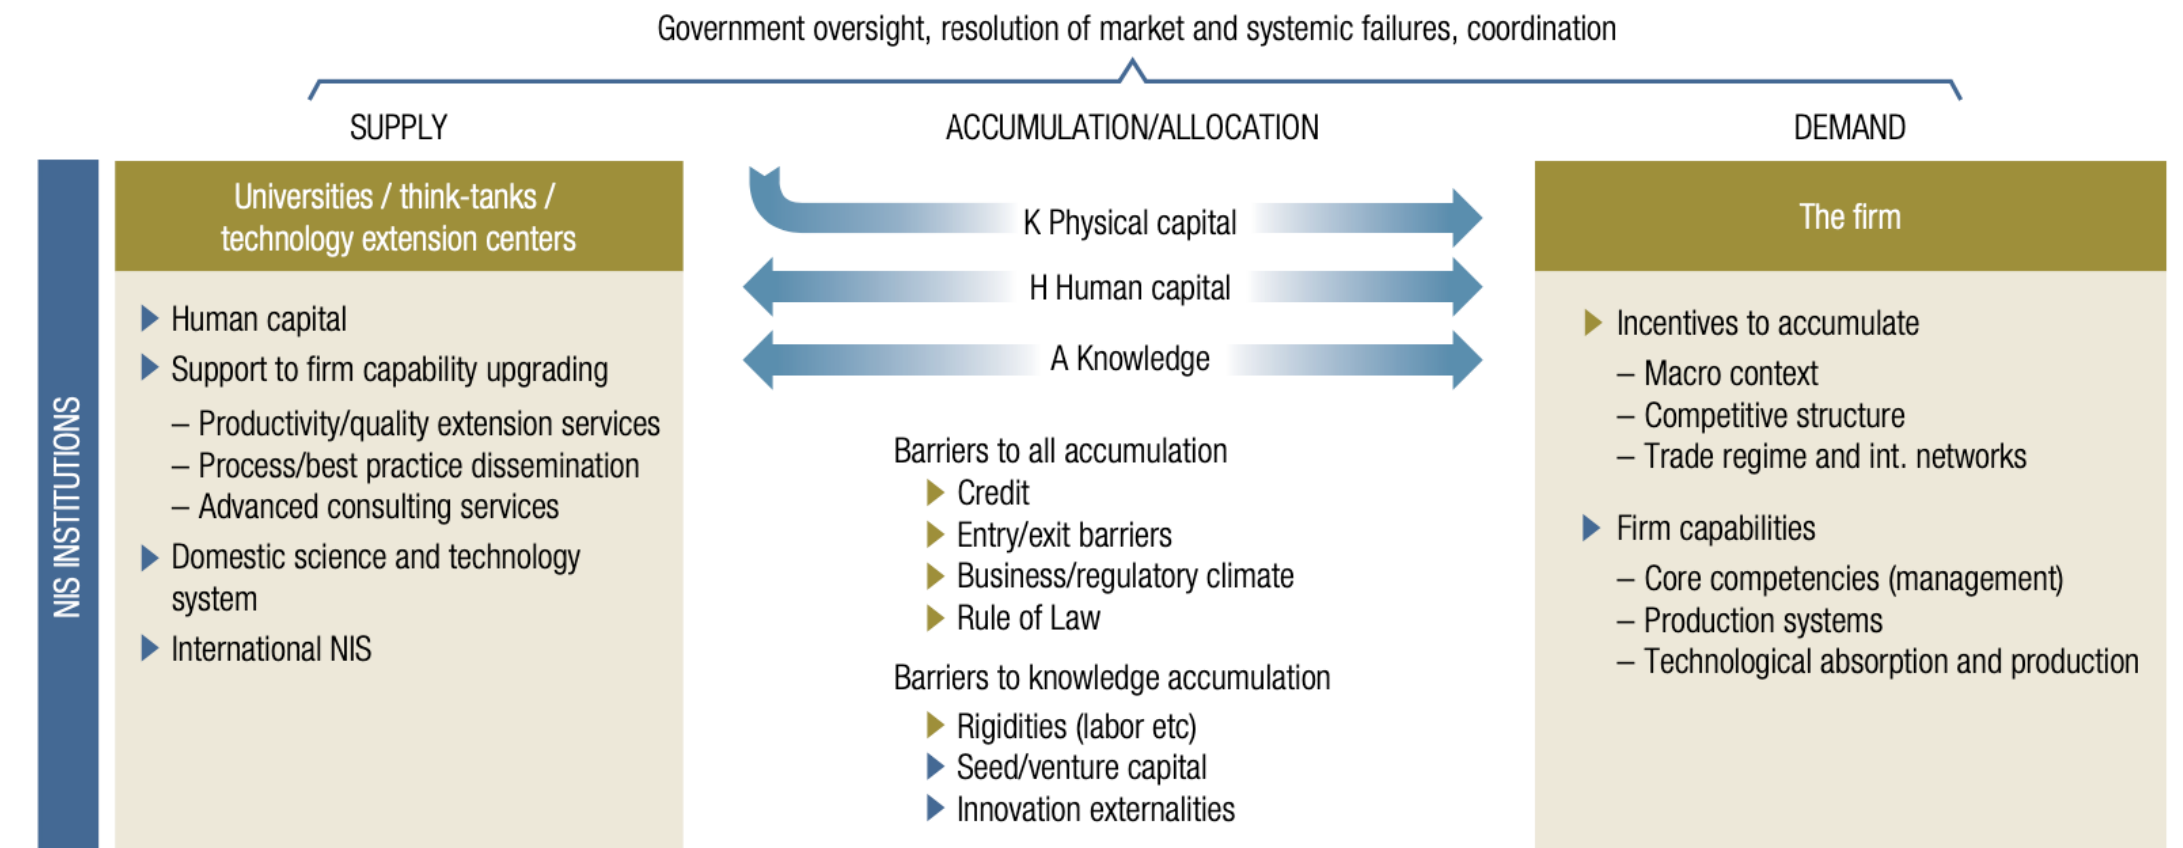 Government oversight, resolution of market and systemic failures, coordination
SUPPLY
ACCUMULATION/ALLOCATION
DEMAND
NIS INSTITUTIONS
Universities / think-tanks /
technology extension centers
Human capital
Support to firm capability upgrading
– Productivity/quality extension services
– Process/best practice dissemination
– Advanced consulting services
Domestic science and technology
system
International NIS
K Physical capital
H Human capital
A Knowledge
Barriers to all accumulation
Credit
Entry/exit barriers
Business/regulatory climate
Rule of Law
Barriers to knowledge accumulation
Rigidities (labor etc)
Seed/venture capital
Innovation externalities
The firm
Incentives to accumulate
– Macro context
– Competitive structure
– Trade regime and int. networks
Firm capabilities
– Core competencies (management)
– Production systems
– Technological absorption and production